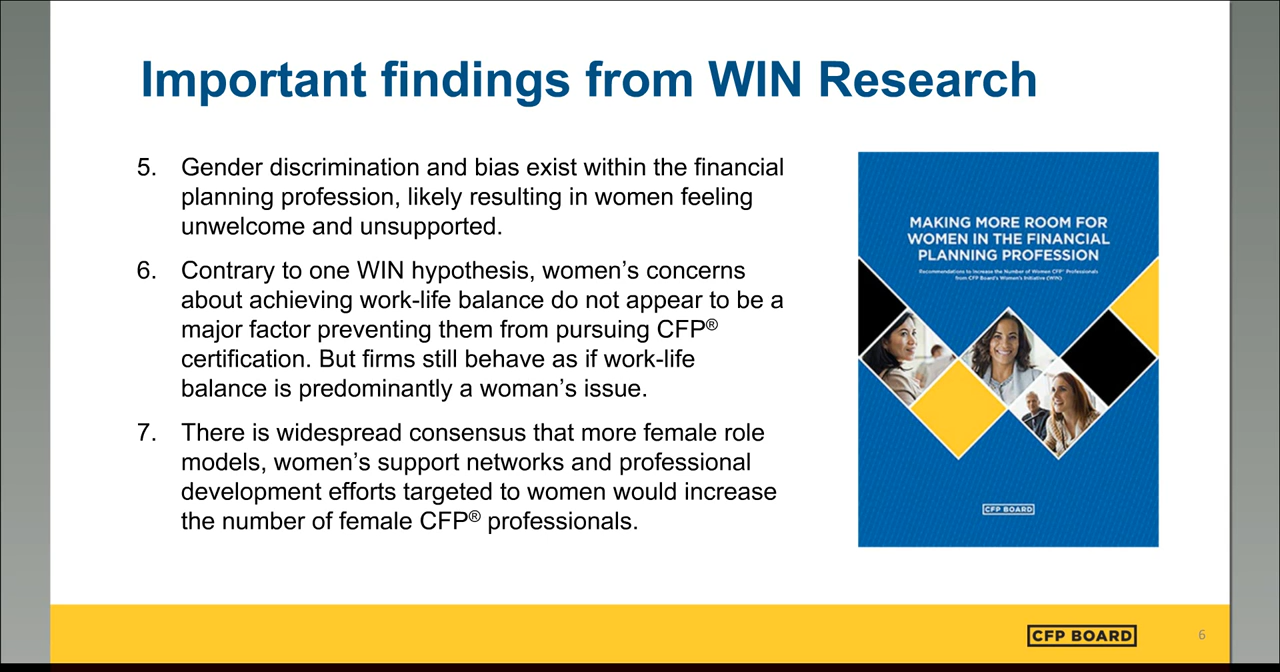 Important findings from WIN Research
5. Gender discrimination and bias exist within the financial
planning profession, likely resulting in women feeling
unwelcome and unsupported.
6. Contrary to one WIN hypothesis, women’s concerns
about achieving work-life balance do not appear to be a
major factor preventing them from pursuing CFP®
certification. But firms still behave as if work-life
balance is predominantly a woman’s issue.
7. There is widespread consensus that more female role
models, women’s support networks and professional
development efforts targeted to women would increase
the number of female CFP® professionals.
MAKING MORE ROOM FOR
WOMEN IN THE FINANCIAL
PLANNING PROFESSION
Recommendations to Increase the Number of Women CFP® Professionals
from CFP Board's Women's Initiative (WIN)
CFP BOARD
CFP BOARD
6